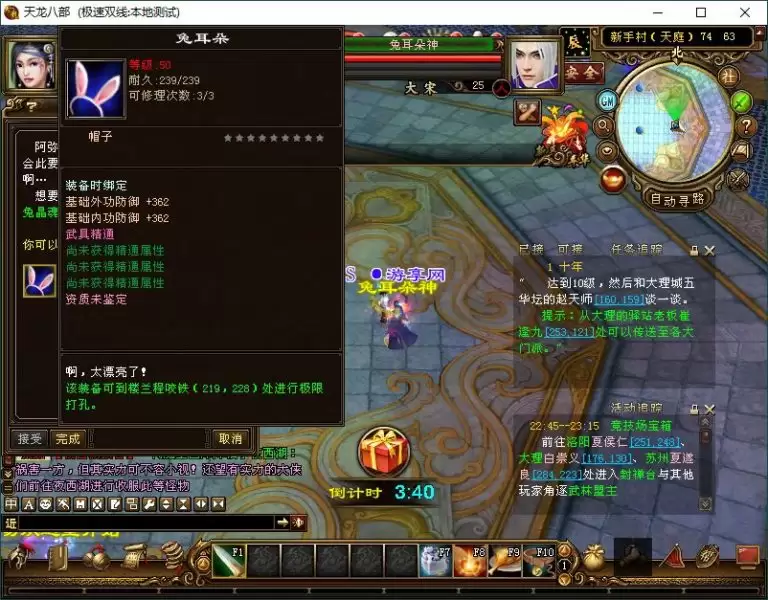 天龙八部 (极速双线:本地测试)
兔耳朵
等级:50
耐久:239/239
可修理次数:3/3
帽子
装备时绑定
基础外功防御 +362
基础内功防御 +362
武具精通
尚未获得精通属性
尚未获得精通属性
尚未获得精通属性
资质未鉴定
啊，太漂亮了!
该装备可到楼兰程咬铁（219，228）处进行极限
打孔。
阿弥
会此要
啊…
想要
兔晶魂
你可以
接受
完成
取消
兔耳朵神
大宋
25
安全
辰
新手村（天庭）74 63
北
社
GM
自动寻路
游享网
兔耳朵神
已接
可接
任务追踪
1 十年
“ 达到10级，然后和大理城五
华坛的赵天师[160,159]谈一谈。
提示：从大理的驿站老板崔
逢九[253,121]处可以传送至各大
门派。”
活动追踪
22:45--23:15 竞技场宝箱
前往洛阳夏侯仁[251,248]、
大理白崇义[176,130]、苏州夏遂
良[284,223]处进入封禅台与其他
玩家角逐武林盟主
祸害一方，但其实力可不容小视！还望有实力的大侠
们前往夜西湖进行收服此等怪物
倒计时 3:40
近
F1
F7
F8
F9
F10
1